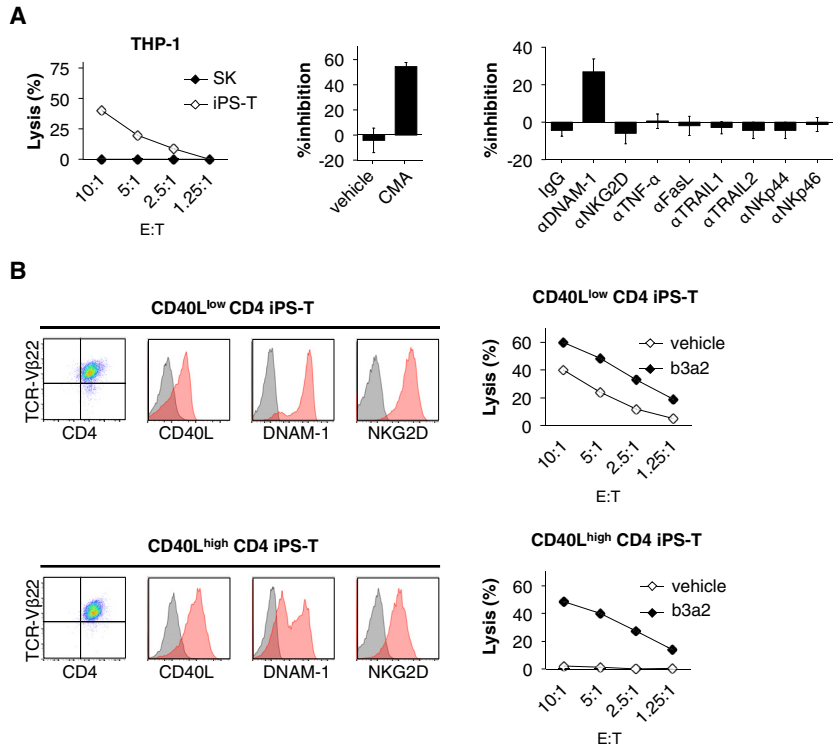 A
THP-1
Lysis (%)
75
50
25
0
SK
iPS-T
10:1
5:1
2.5:1
1.25:1
E:T
%inhibition
60
40
20
0
-20
vehicle
CMA
%inhibition
40
20
0
-20
IgG
αDNAM-1
αNKG2D
αTNF-α
αFasL
αTRAIL1
αTRAIL2
αNKp44
αNKp46
B
CD40Llow CD4 iPS-T
TCR-Vβ22
CD4
CD40L
DNAM-1
NKG2D
CD40Llow CD4 iPS-T
Lysis (%)
60
40
20
0
vehicle
b3a2
10:1
5:1
2.5:1
1.25:1
E:T
CD40Lhigh CD4 iPS-T
TCR-Vβ22
CD4
CD40L
DNAM-1
NKG2D
CD40Lhigh CD4 iPS-T
Lysis (%)
60
40
20
0
vehicle
b3a2
10:1
5:1
2.5:1
1.25:1
E:T